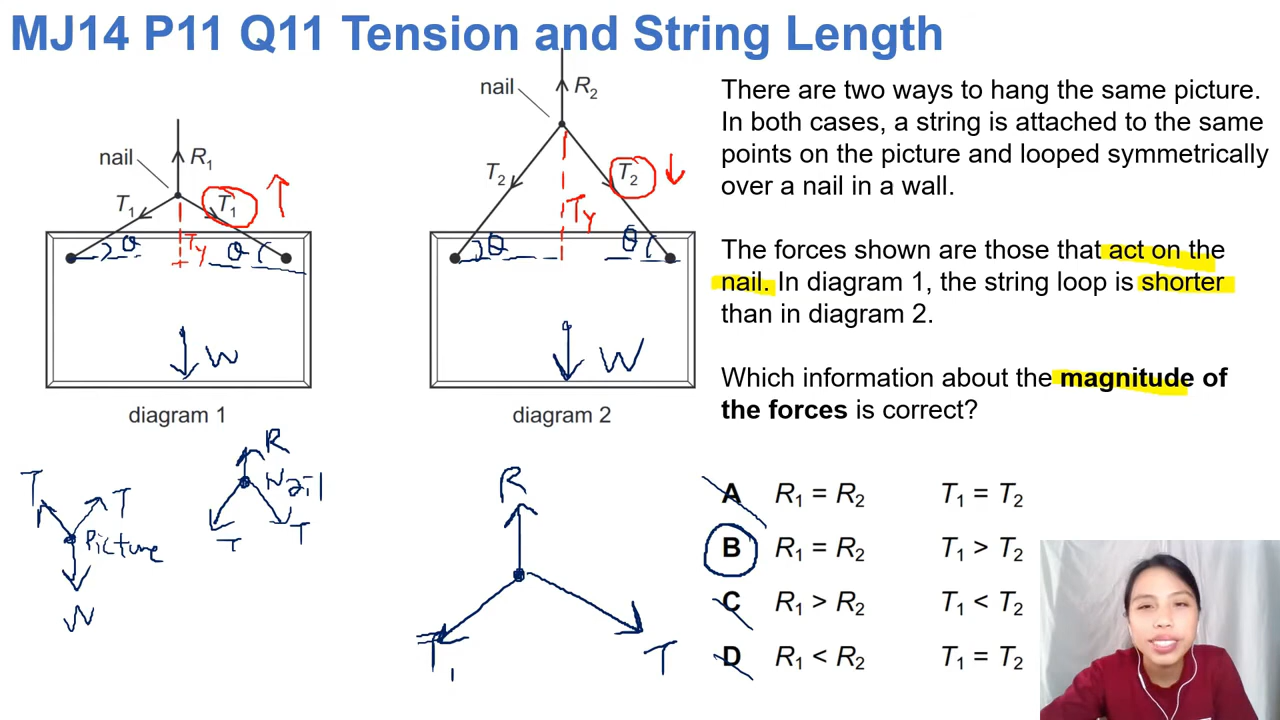 MJ14 P11 Q11 Tension and String Length
nail
R1
T1
T1
Ty
θ
θ
W
diagram 1
nail
R2
T2
T2
Ty
θ
θ
W
diagram 2
There are two ways to hang the same picture.
In both cases, a string is attached to the same
points on the picture and looped symmetrically
over a nail in a wall.
The forces shown are those that act on the
nail. In diagram 1, the string loop is shorter
than in diagram 2.
Which information about the magnitude of
the forces is correct?
A R1 = R2 T1 = T2
B R1 = R2 T1 > T2
C R1 > R2 T1 < T2
D R1 < R2 T1 = T2
T
T
Picture
W
R
Nail
T
T
R
T1
T